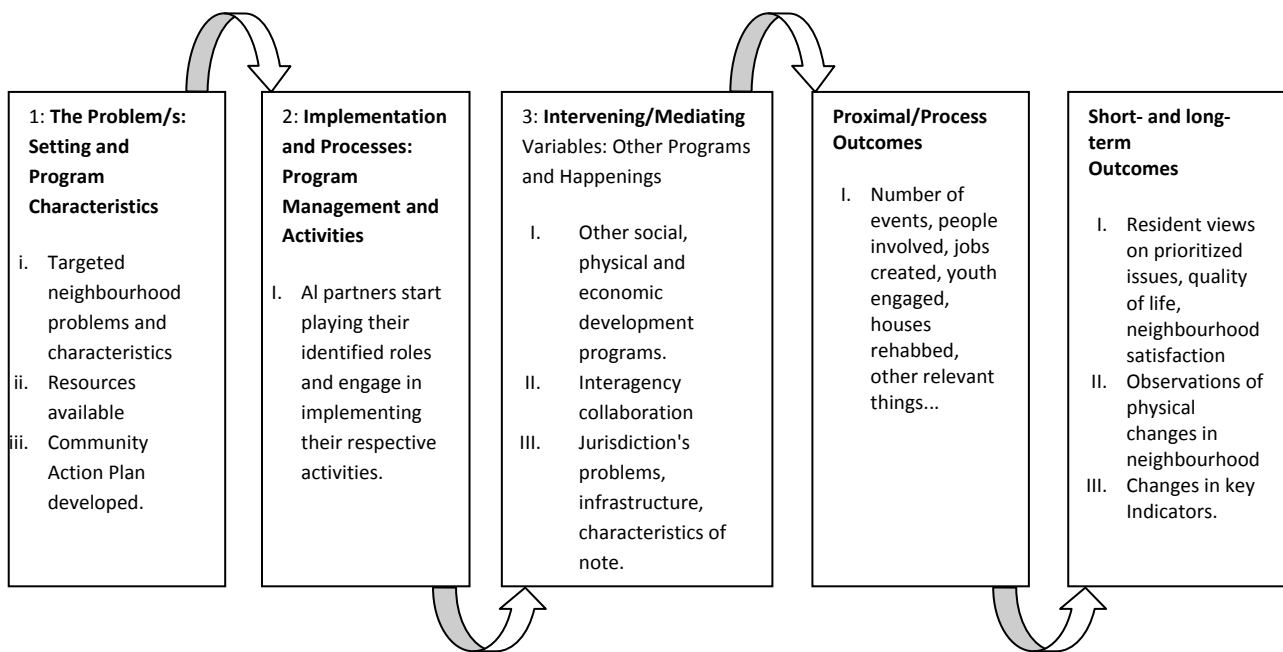 1: The Problem/s:
Setting and
Program
Characteristics
i. Targeted
neighbourhood
problems and
characteristics
ii. Resources
available
iii. Community
Action Plan
developed.
2: Implementation
and Processes:
Program
Management and
Activities
I. Al partners start
playing their
identified roles
and engage in
implementing
their respective
activities.
3: Intervening/Mediating
Variables: Other Programs
and Happenings
I. Other social,
physical and
economic
development
programs.
II. Interagency
collaboration
III. Jurisdiction's
problems,
infrastructure,
characteristics of
note.
Proximal/Process
Outcomes
I. Number of
events, people
involved, jobs
created, youth
engaged,
houses
rehabbed,
other relevant
things...
Short- and long-
term
Outcomes
I. Resident views
on prioritized
issues, quality
of life,
neighbourhood
satisfaction
II. Observations of
physical
changes in
neighbourhood
III. Changes in key
Indicators.